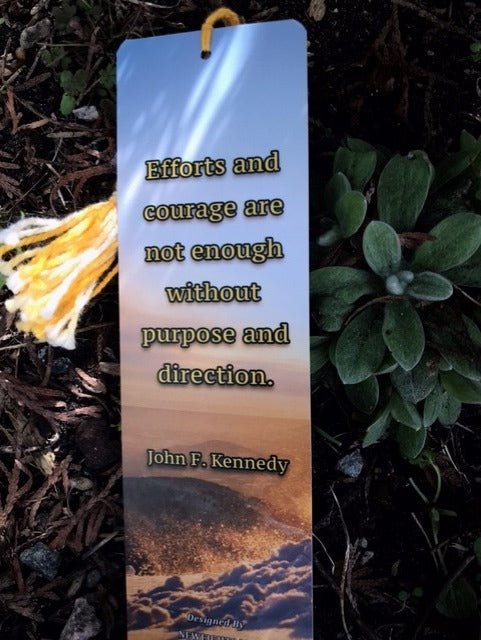 Efforts and
courage are
not enough
without
purpose and
direction.
John F. Kennedy
Designed By